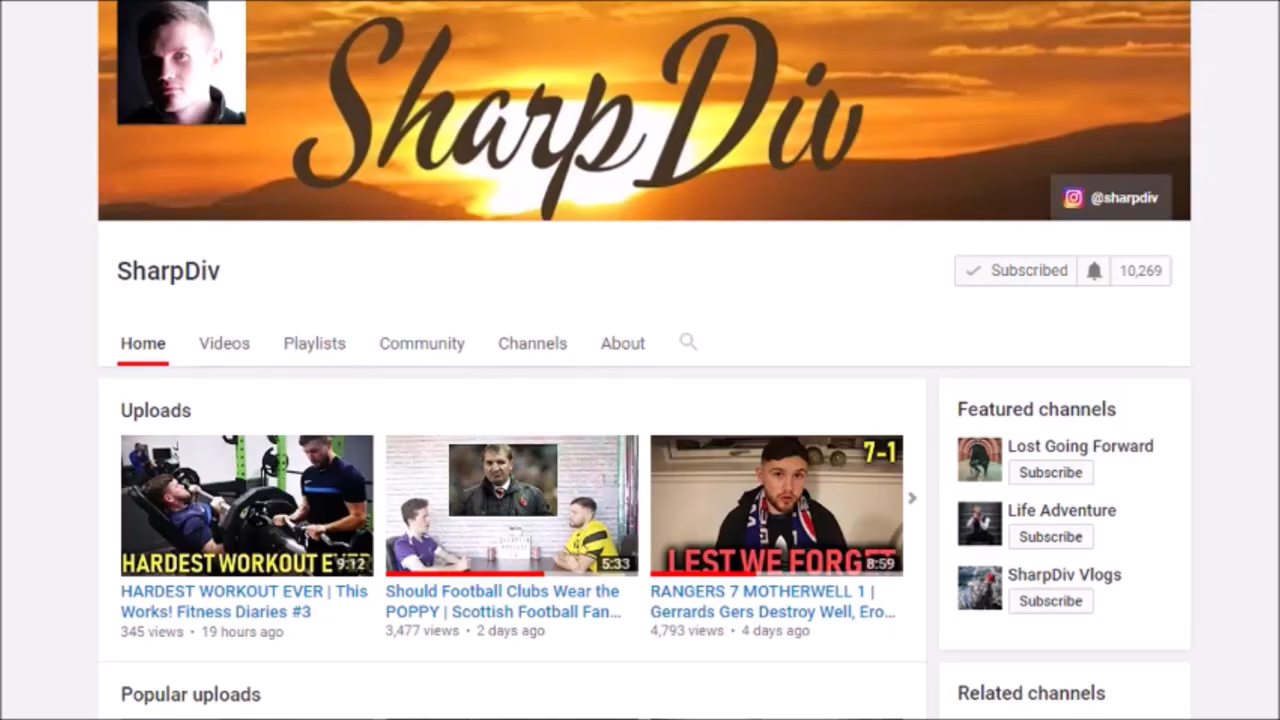 SharpDiv
@sharpdiv
SharpDiv
Subscribed
10,269
Home
Videos
Playlists
Community
Channels
About
Uploads
HARDEST WORKOUT EVER
9:12
HARDEST WORKOUT EVER | This
Works! Fitness Diaries #3
345 views • 19 hours ago
5:33
Should Football Clubs Wear the
POPPY | Scottish Football Fan...
3,477 views • 2 days ago
7-1
LEST WE FORGET
8:59
RANGERS 7 MOTHERWELL 1 |
Gerrards Gers Destroy Well, Ero...
4,793 views • 4 days ago
Popular uploads
Featured channels
Lost Going Forward
Subscribe
Life Adventure
Subscribe
SharpDiv Vlogs
Subscribe
Related channels